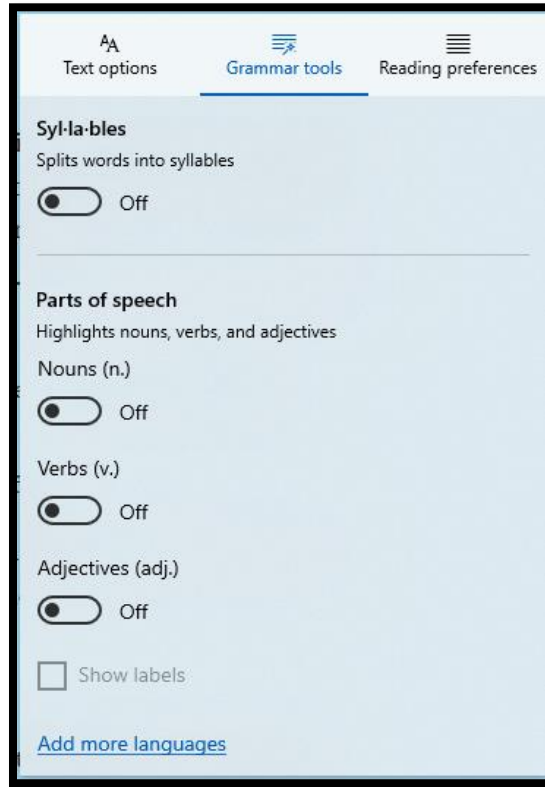 Text options
Grammar tools
Reading preferences
Syl·la·bles
Splits words into syllables
Off
Parts of speech
Highlights nouns, verbs, and adjectives
Nouns (n.)
Off
Verbs (v.)
Off
Adjectives (adj.)
Off
Show labels
Add more languages